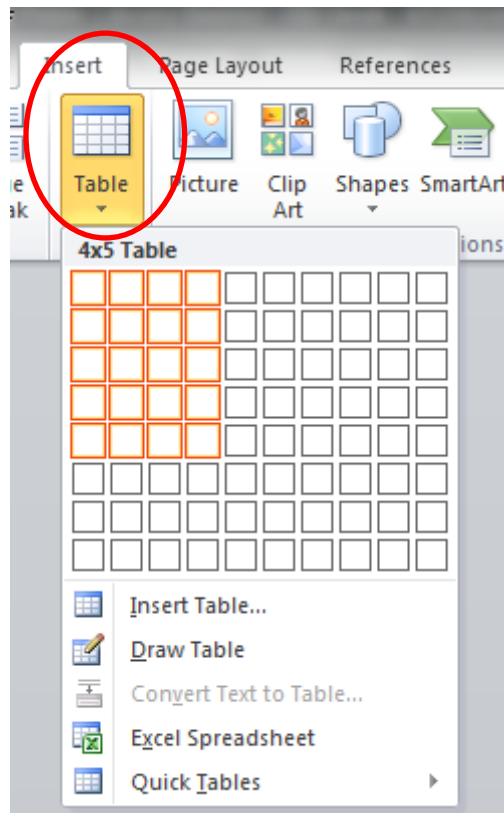 Insert Page Layout References
Table Picture Clip Art Shapes SmartArt
4x5 Table
Insert Table...
Draw Table
Convert Text to Table...
Excel Spreadsheet
Quick Tables